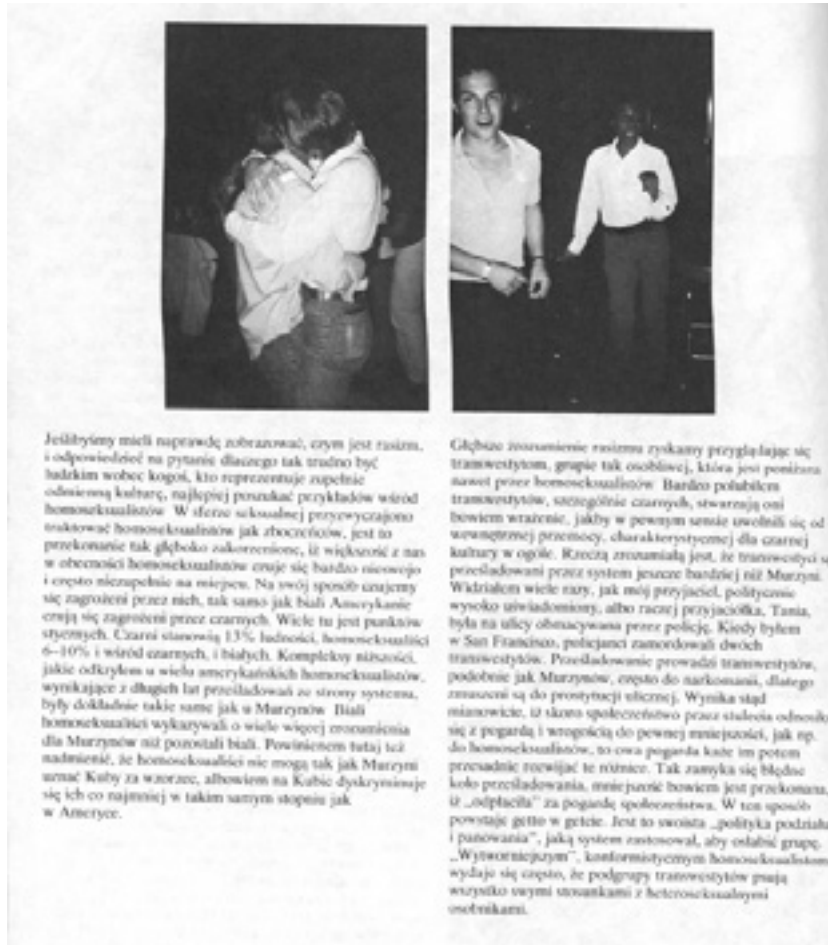 Jeślibyśmy mieli naprawdę zobrazować, czym jest rasizm,
i odpowiedzieć na pytanie dlaczego tak trudno być
ludzkim wobec kogoś, kto reprezentuje zupełnie
odmienną kulturę, najlepiej poszukać przykładów wśród
homoseksualistów W sferze seksualnej przyzwyczajono
traktować homoseksualistów jak zboczeńców, jest to
przekonanie tak głęboko zakorzenione, iż większość z nas
w obecności homoseksualistów czuje się bardzo nieswojo
i często niezupełnie na miejscu. Na swój sposób czujemy
się zagrożeni przez nich, tak samo jak biali Amerykanie
czują się zagrożeni przez czarnych. Wiele tu jest punktów
stycznych. Czarni stanowią 13% ludności, homoseksualiści
6–10% i wśród czarnych, i białych. Kompleksy niższości,
jakie odkryłem u wielu amerykańskich homoseksualistów,
wynikające z długich lat prześladowań ze strony systemu,
były dokładnie takie same jak u Murzynów Biali
homoseksualiści wykazywali o wiele więcej zrozumienia
dla Murzynów niż pozostali biali. Powinienem tutaj też
nadmienić, że homoseksualiści nie mogą tak jak Murzyni
uznać Kuby za wzorzec, albowiem na Kubie dyskryminuje
się ich co najmniej w takim samym stopniu jak
w Ameryce.
Głębsze zrozumienie rasizmu zyskamy przyglądając się
transwestytom, grupie tak osobliwej, która jest poniżana
nawet przez homoseksualistów Bardzo polubiłem
transwestytów, szczególnie czarnych, stwarzają oni
bowiem wrażenie, jakby w pewnym sensie uwolnili się od
wewnętrznej przemocy, charakterystycznej dla czarnej
kultury w ogóle. Rzeczą zrozumiałą jest, że transwestyci są
prześladowani przez system jeszcze bardziej niż Murzyni.
Widziałem wiele razy, jak mój przyjaciel, politycznie
wysoko uświadomiony, albo raczej przyjaciółka, Tania,
była na ulicy obmacywana przez policję. Kiedy byłem
w San Francisco, policjanci zamordowali dwóch
transwestytów. Prześladowanie prowadzi transwestytów,
podobnie jak Murzynów, często do narkomanii, dlatego
zmuszeni są do prostytucji ulicznej. Wynika stąd
mianowicie, iż skoro społeczeństwo przez stulecia odnosiło
się z pogardą i wrogością do pewnej mniejszości, jak np.
do homoseksualistów, to owa pogarda każe im potem
przesadnie rozwijać te różnice. Tak zamyka się błędne
koło prześladowania, mniejszość bowiem jest przekonana,
iż „odpłaciła” za pogardę społeczeństwa. W ten sposób
powstaje getto w getcie. Jest to swoista „polityka podziału
i panowania”, jaką system zastosował, aby osłabić grupę.
„Wytworniejszym”, konformistycznym homoseksualistom
wydaje się często, że podgrupy transwestytów psują
wszystko swymi stosunkami z heteroseksualnymi
osobnikami.